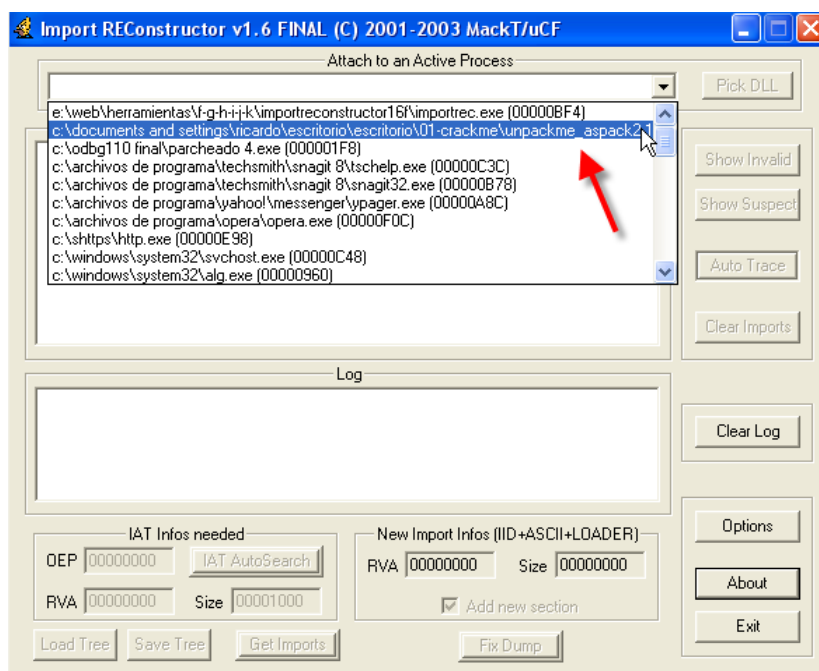 Import REConstructor v1.6 FINAL (C) 2001-2003 MackT/uCF
Attach to an Active Process
Pick DLL
e:\web\herramientas\f-g-h-i-j-k\importreconstructor16f\importrec.exe (00000BF4)
c:\documents and settings\ricardo\escritorio\escritorio\01-crackme\unpackme_aspack2.1
c:\odbg110 final\parcheado 4.exe (000001F8)
c:\archivos de programa\techsmith\snagit 8\tschelp.exe (00000C3C)
c:\archivos de programa\techsmith\snagit 8\snagit32.exe (00000B78)
c:\archivos de programa\yahoo!\messenger\ypager.exe (00000A8C)
c:\archivos de programa\opera\opera.exe (00000F0C)
c:\shttps\http.exe (00000E98)
c:\windows\system32\svchost.exe (00000C48)
c:\windows\system32\alg.exe (00000960)
Show Invalid
Show Suspect
Auto Trace
Clear Imports
Log
Clear Log
IAT Infos needed
OEP 00000000 IAT AutoSearch
RVA 00000000 Size 00001000
New Import Infos (IID+ASCII+LOADER)
RVA 00000000 Size 00000000
Add new section
Options
About
Exit
Load Tree Save Tree Get Imports Fix Dump